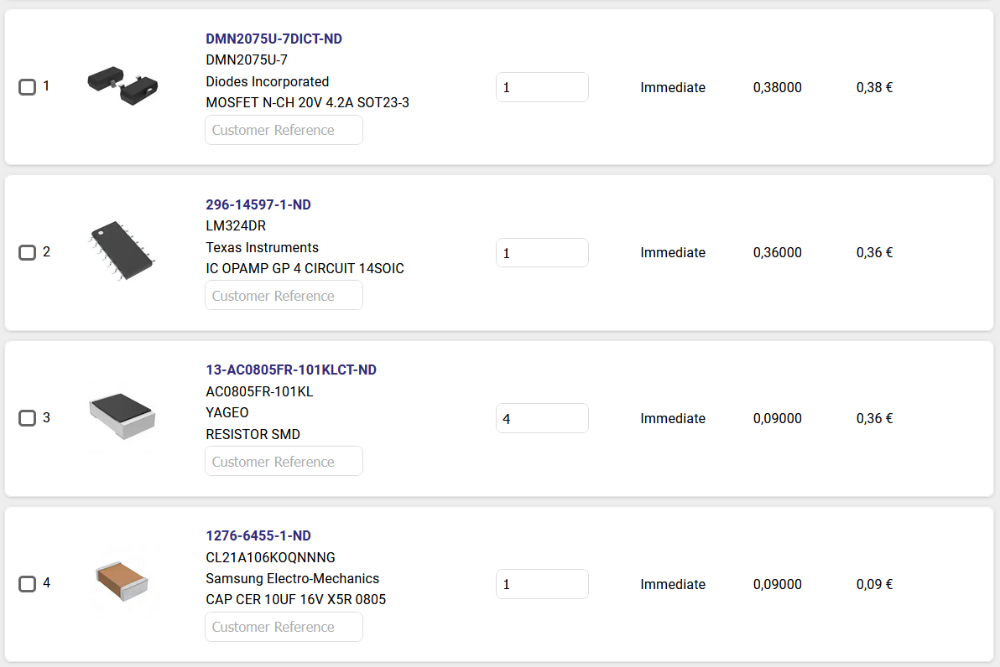 DMN2075U-7DICT-ND
1
DMN2075U-7
Diodes Incorporated
MOSFET N-CH 20V 4.2A SOT23-3
Customer Reference
1
Immediate
0,38000
0,38 €
296-14597-1-ND
2
LM324DR
Texas Instruments
IC OPAMP GP 4 CIRCUIT 14SOIC
Customer Reference
1
Immediate
0,36000
0,36 €
13-AC0805FR-101KLCT-ND
3
AC0805FR-101KL
YAGEO
RESISTOR SMD
Customer Reference
4
Immediate
0,09000
0,36 €
1276-6455-1-ND
4
CL21A106KOQNNNG
Samsung Electro-Mechanics
CAP CER 10UF 16V X5R 0805
Customer Reference
1
Immediate
0,09000
0,09 €